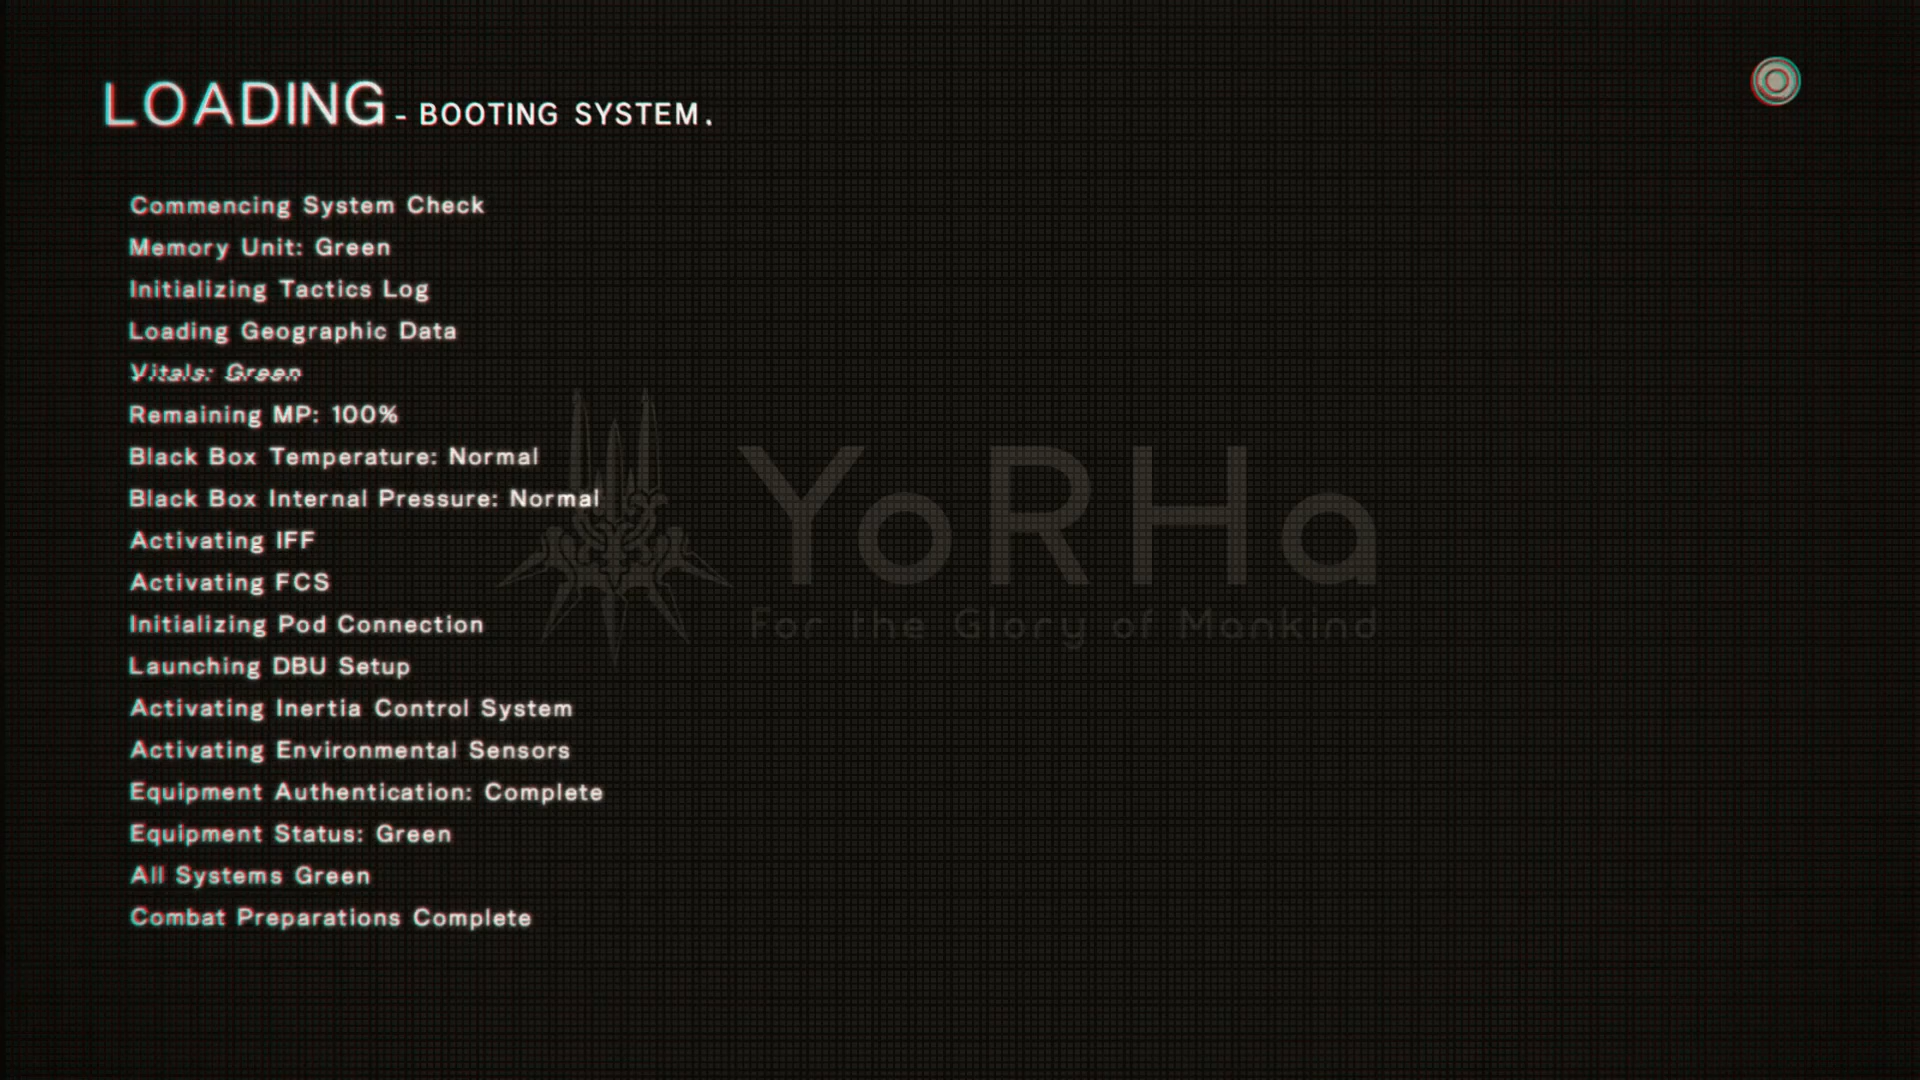 LOADING - BOOTING SYSTEM.
Commencing System Check
Memory Unit: Green
Initializing Tactics Log
Loading Geographic Data
Vitals: Green
Remaining MP: 100%
Black Box Temperature: Normal
Black Box Internal Pressure: Normal
Activating IFF
Activating FCS
Initializing Pod Connection
Launching DBU Setup
Activating Inertia Control System
Activating Environmental Sensors
Equipment Authentication: Complete
Equipment Status: Green
All Systems Green
Combat Preparations Complete
YoRHa
For the Glory of Mankind